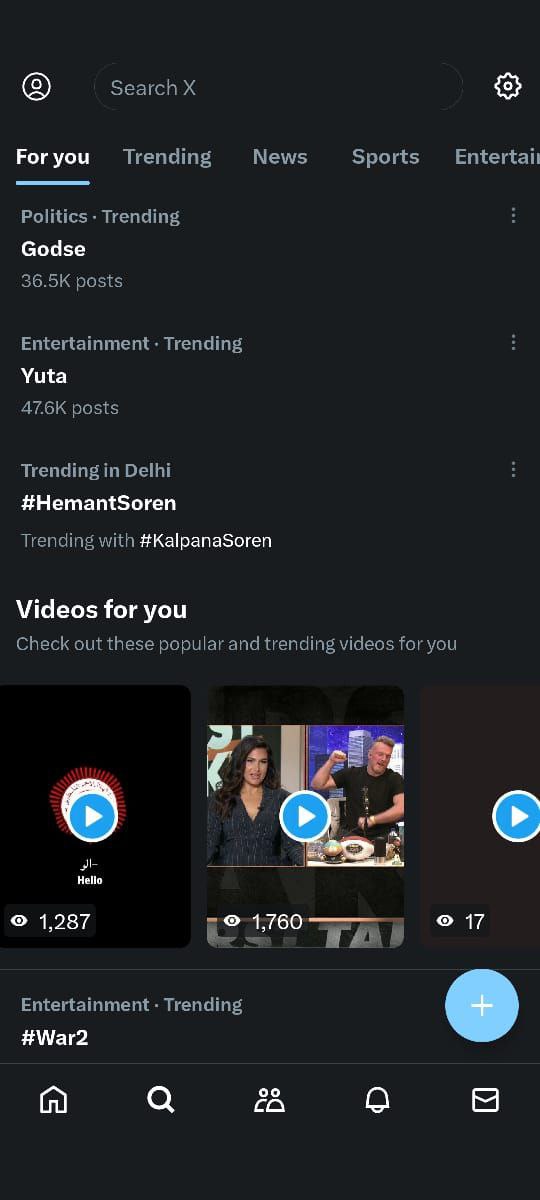 Search X
For you Trending News Sports Entertai
Politics · Trending
Godse
36.5K posts
Entertainment · Trending
Yuta
47.6K posts
Trending in Delhi
#HemantSoren
Trending with #KalpanaSoren
Videos for you
Check out these popular and trending videos for you
-الو
Hello
1,287
1,760
17
Entertainment · Trending
#War2